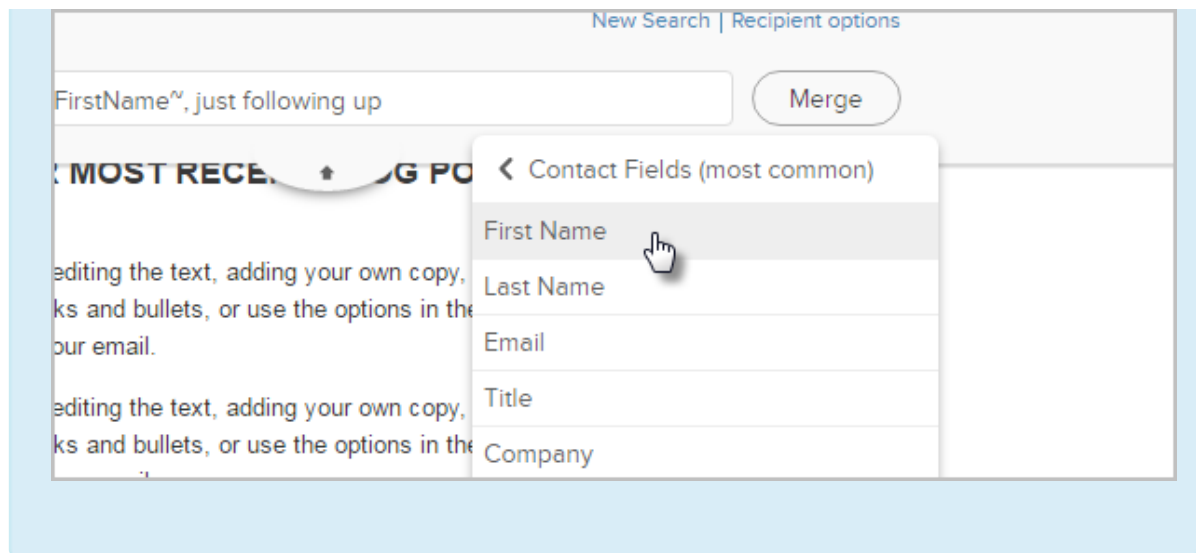 New Search | Recipient options
FirstName~, just following up
Merge
MOST RECE
G PO
Contact Fields (most common)
First Name
Last Name
Email
Title
Company
editing the text, adding your own copy,
ks and bullets, or use the options in the
our email.
editing the text, adding your own copy,
ks and bullets, or use the options in the